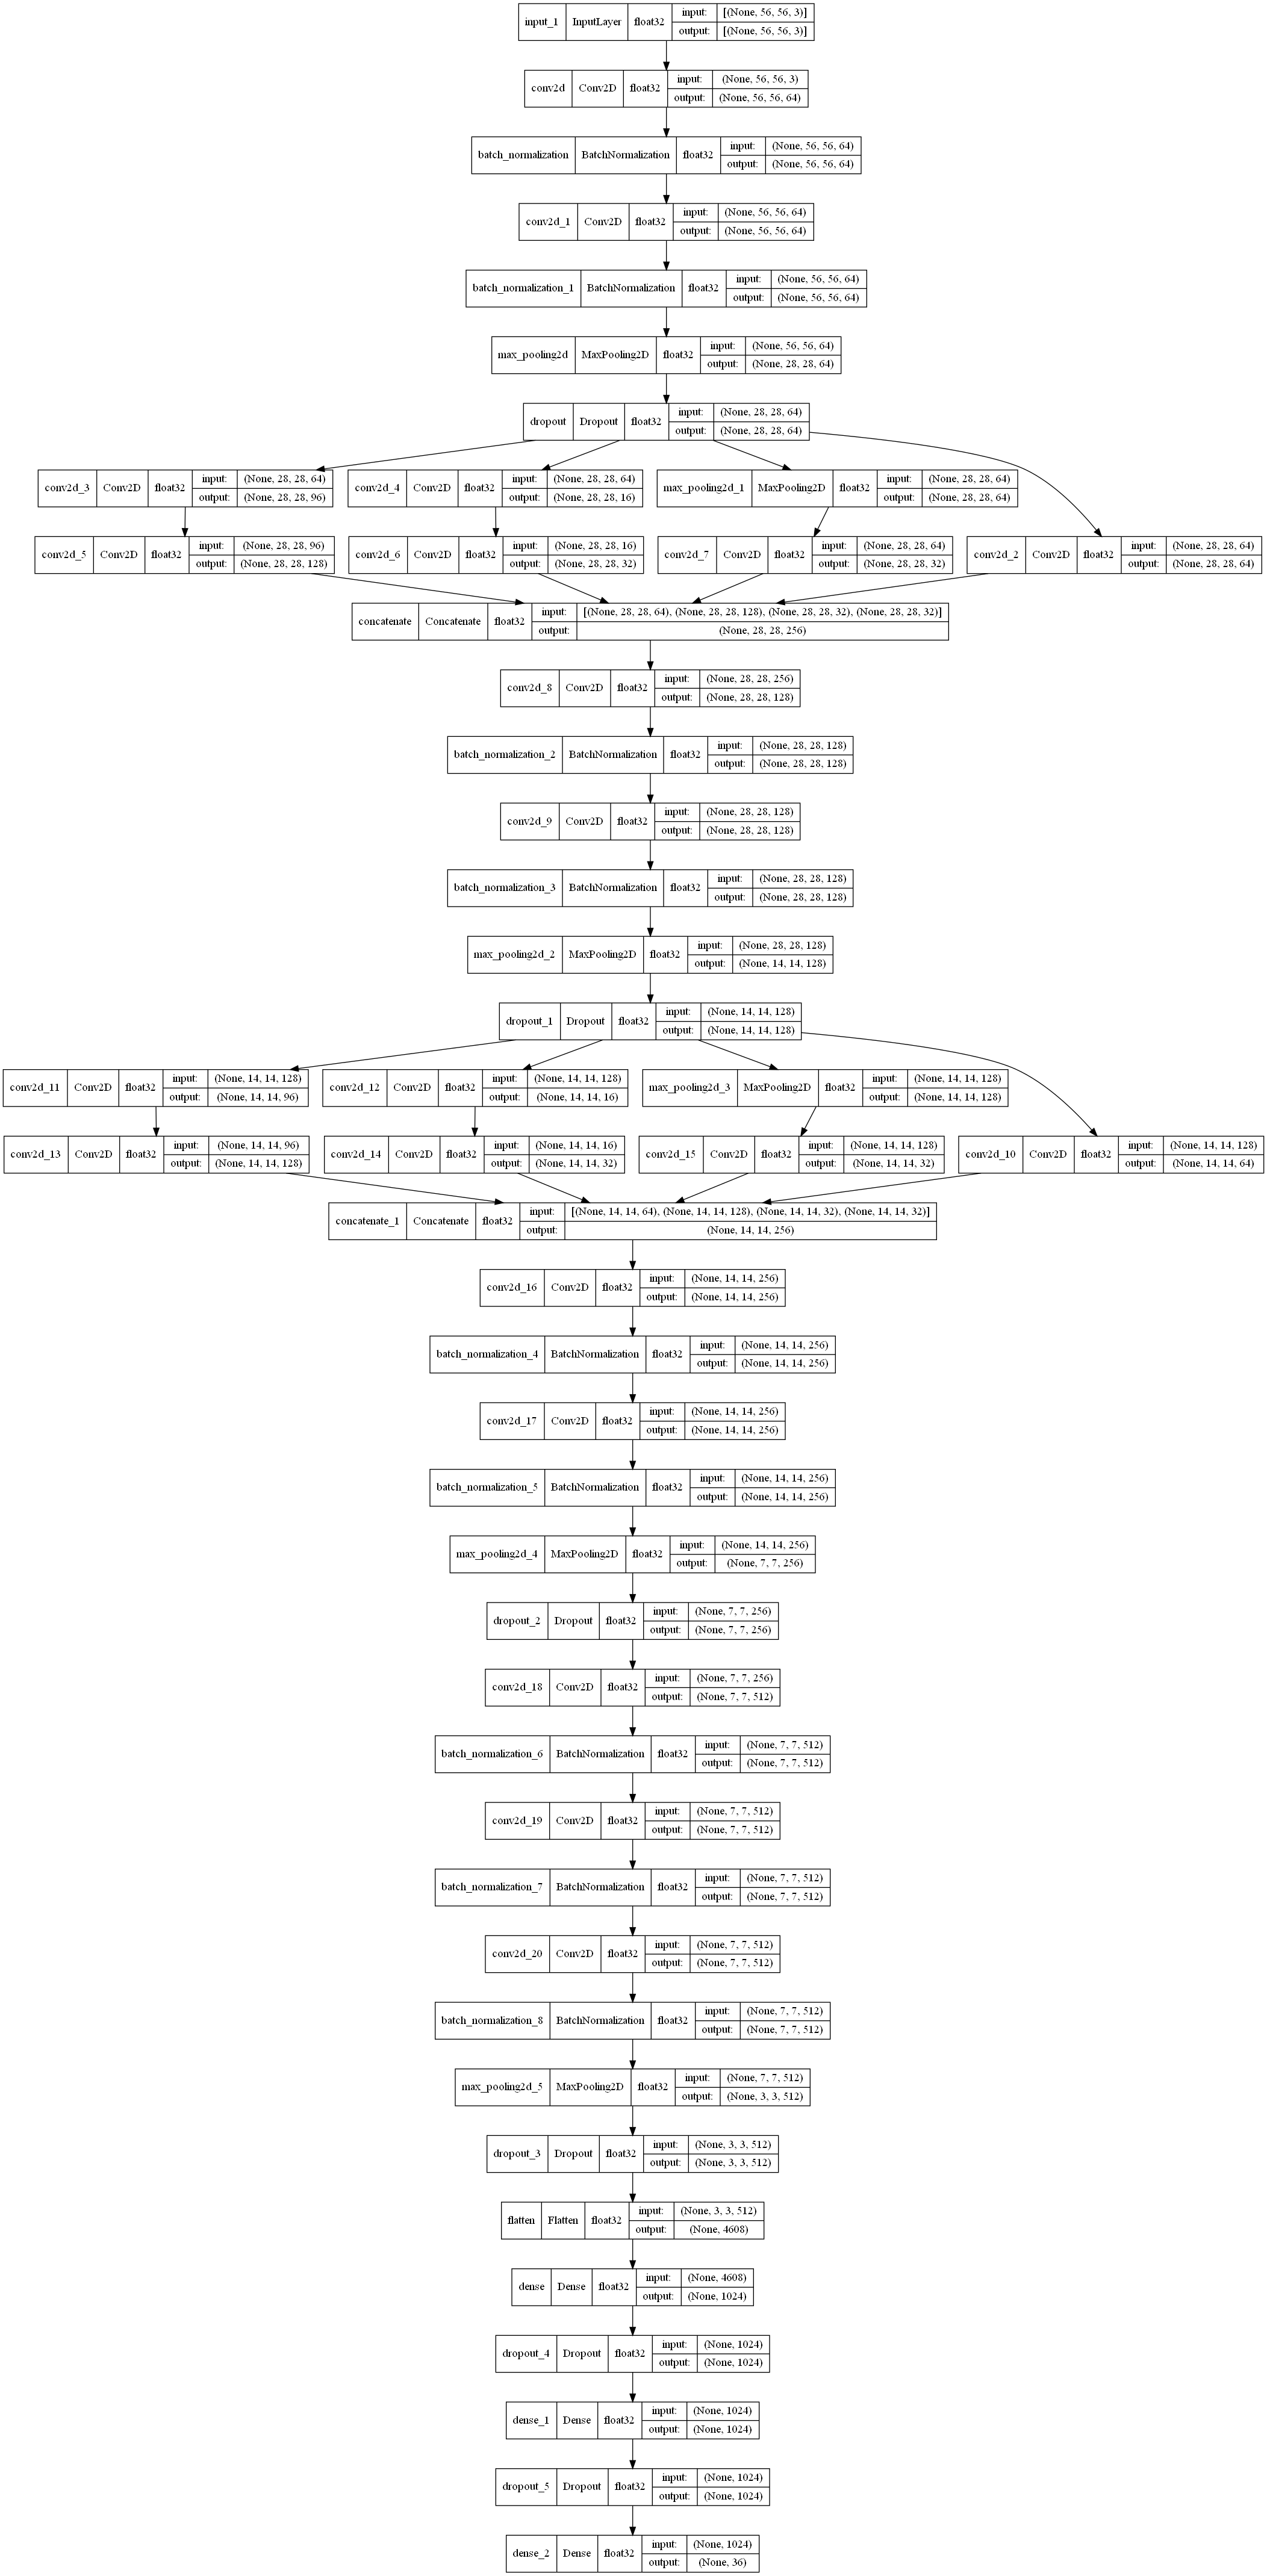 input_1 InputLayer float32 input: [(None, 56, 56, 3)]
output: [(None, 56, 56, 3)]
conv2d Conv2D float32 input: (None, 56, 56, 3)
output: (None, 56, 56, 64)
batch_normalization BatchNormalization float32 input: (None, 56, 56, 64)
output: (None, 56, 56, 64)
conv2d_1 Conv2D float32 input: (None, 56, 56, 64)
output: (None, 56, 56, 64)
batch_normalization_1 BatchNormalization float32 input: (None, 56, 56, 64)
output: (None, 56, 56, 64)
max_pooling2d MaxPooling2D float32 input: (None, 56, 56, 64)
output: (None, 28, 28, 64)
dropout Dropout float32 input: (None, 28, 28, 64)
output: (None, 28, 28, 64)
conv2d_3 Conv2D float32 input: (None, 28, 28, 64)
output: (None, 28, 28, 96)
conv2d_4 Conv2D float32 input: (None, 28, 28, 64)
output: (None, 28, 28, 16)
max_pooling2d_1 MaxPooling2D float32 input: (None, 28, 28, 64)
output: (None, 28, 28, 64)
conv2d_5 Conv2D float32 input: (None, 28, 28, 96)
output: (None, 28, 28, 128)
conv2d_6 Conv2D float32 input: (None, 28, 28, 16)
output: (None, 28, 28, 32)
conv2d_7 Conv2D float32 input: (None, 28, 28, 64)
output: (None, 28, 28, 32)
conv2d_2 Conv2D float32 input: (None, 28, 28, 64)
output: (None, 28, 28, 64)
concatenate Concatenate float32 input: [(None, 28, 28, 64), (None, 28, 28, 128), (None, 28, 28, 32), (None, 28, 28, 32)]
output: (None, 28, 28, 256)
conv2d_8 Conv2D float32 input: (None, 28, 28, 256)
output: (None, 28, 28, 128)
batch_normalization_2 BatchNormalization float32 input: (None, 28, 28, 128)
output: (None, 28, 28, 128)
conv2d_9 Conv2D float32 input: (None, 28, 28, 128)
output: (None, 28, 28, 128)
batch_normalization_3 BatchNormalization float32 input: (None, 28, 28, 128)
output: (None, 28, 28, 128)
max_pooling2d_2 MaxPooling2D float32 input: (None, 28, 28, 128)
output: (None, 14, 14, 128)
dropout_1 Dropout float32 input: (None, 14, 14, 128)
output: (None, 14, 14, 128)
conv2d_11 Conv2D float32 input: (None, 14, 14, 128)
output: (None, 14, 14, 96)
conv2d_12 Conv2D float32 input: (None, 14, 14, 128)
output: (None, 14, 14, 16)
max_pooling2d_3 MaxPooling2D float32 input: (None, 14, 14, 128)
output: (None, 14, 14, 128)
conv2d_13 Conv2D float32 input: (None, 14, 14, 96)
output: (None, 14, 14, 128)
conv2d_14 Conv2D float32 input: (None, 14, 14, 16)
output: (None, 14, 14, 32)
conv2d_15 Conv2D float32 input: (None, 14, 14, 128)
output: (None, 14, 14, 32)
conv2d_10 Conv2D float32 input: (None, 14, 14, 128)
output: (None, 14, 14, 64)
concatenate_1 Concatenate float32 input: [(None, 14, 14, 64), (None, 14, 14, 128), (None, 14, 14, 32), (None, 14, 14, 32)]
output: (None, 14, 14, 256)
conv2d_16 Conv2D float32 input: (None, 14, 14, 256)
output: (None, 14, 14, 256)
batch_normalization_4 BatchNormalization float32 input: (None, 14, 14, 256)
output: (None, 14, 14, 256)
conv2d_17 Conv2D float32 input: (None, 14, 14, 256)
output: (None, 14, 14, 256)
batch_normalization_5 BatchNormalization float32 input: (None, 14, 14, 256)
output: (None, 14, 14, 256)
max_pooling2d_4 MaxPooling2D float32 input: (None, 14, 14, 256)
output: (None, 7, 7, 256)
dropout_2 Dropout float32 input: (None, 7, 7, 256)
output: (None, 7, 7, 256)
conv2d_18 Conv2D float32 input: (None, 7, 7, 256)
output: (None, 7, 7, 512)
batch_normalization_6 BatchNormalization float32 input: (None, 7, 7, 512)
output: (None, 7, 7, 512)
conv2d_19 Conv2D float32 input: (None, 7, 7, 512)
output: (None, 7, 7, 512)
batch_normalization_7 BatchNormalization float32 input: (None, 7, 7, 512)
output: (None, 7, 7, 512)
conv2d_20 Conv2D float32 input: (None, 7, 7, 512)
output: (None, 7, 7, 512)
batch_normalization_8 BatchNormalization float32 input: (None, 7, 7, 512)
output: (None, 7, 7, 512)
max_pooling2d_5 MaxPooling2D float32 input: (None, 7, 7, 512)
output: (None, 3, 3, 512)
dropout_3 Dropout float32 input: (None, 3, 3, 512)
output: (None, 3, 3, 512)
flatten Flatten float32 input: (None, 3, 3, 512)
output: (None, 4608)
dense Dense float32 input: (None, 4608)
output: (None, 1024)
dropout_4 Dropout float32 input: (None, 1024)
output: (None, 1024)
dense_1 Dense float32 input: (None, 1024)
output: (None, 1024)
dropout_5 Dropout float32 input: (None, 1024)
output: (None, 1024)
dense_2 Dense float32 input: (None, 1024)
output: (None, 36)